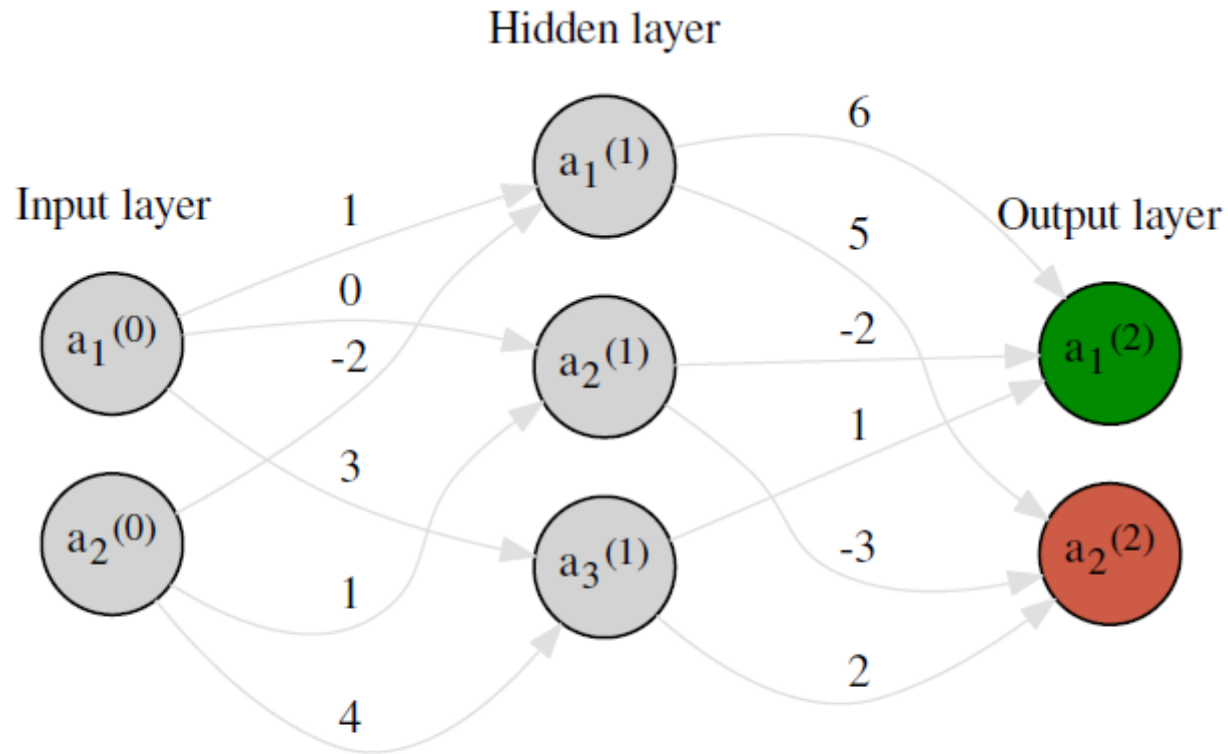 Hidden layer
Input layer
Output layer
a₁⁽⁰⁾
a₂⁽⁰⁾
1
0
-2
3
1
4
a₁⁽¹⁾
a₂⁽¹⁾
a₃⁽¹⁾
6
5
-2
1
-3
2
a₁⁽²⁾
a₂⁽²⁾